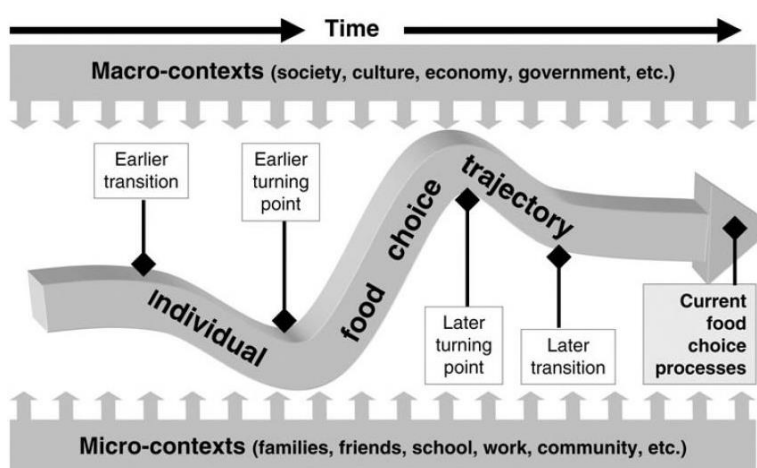 Time
Macro-contexts (society, culture, economy, government, etc.)
Earlier
transition
Earlier
turning
point
Individual food choice trajectory
Later
turning
point
Later
transition
Current
food
choice
processes
Micro-contexts (families, friends, school, work, community, etc.)